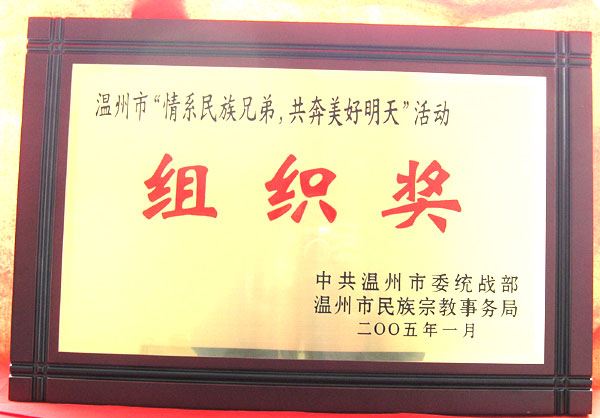 温州市“情系民族兄弟,共奔美好明天”活动
组织奖
中共温州市委统战部
温州市民族宗教事务局
二〇〇五年一月